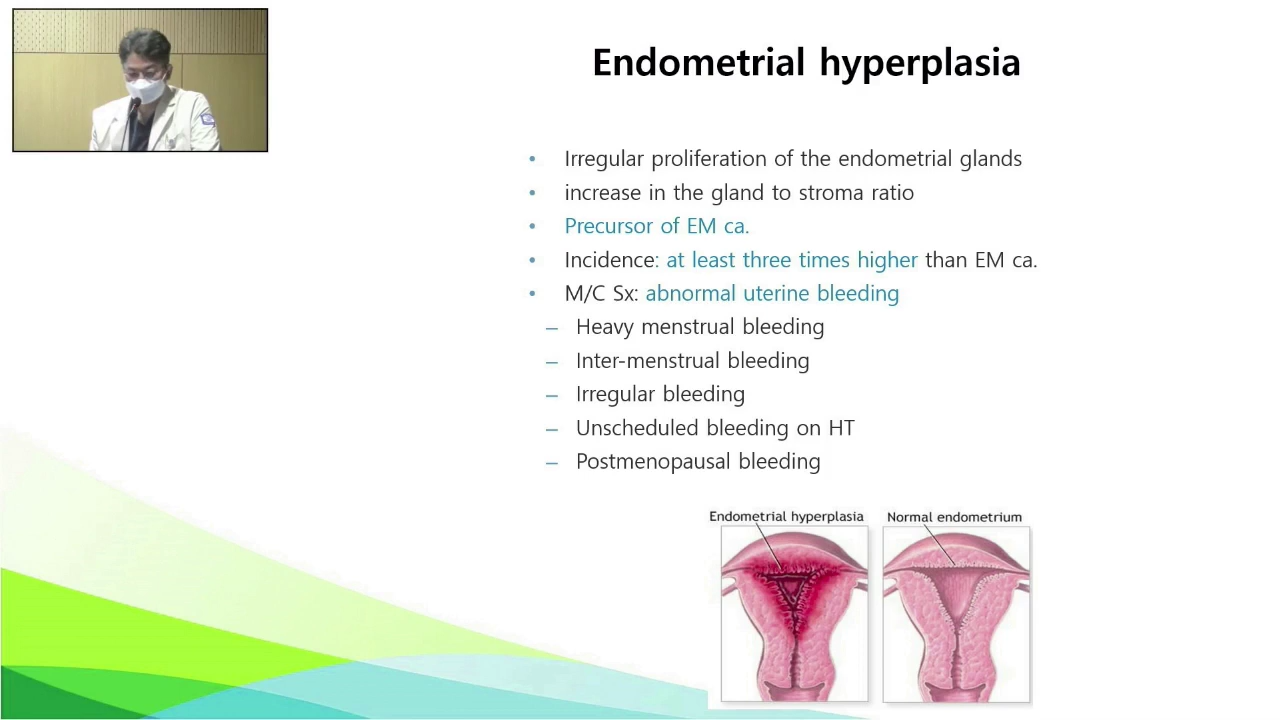 Endometrial hyperplasia
• Irregular proliferation of the endometrial glands
• increase in the gland to stroma ratio
• Precursor of EM ca.
• Incidence: at least three times higher than EM ca.
• M/C Sx: abnormal uterine bleeding
– Heavy menstrual bleeding
– Inter-menstrual bleeding
– Irregular bleeding
– Unscheduled bleeding on HT
– Postmenopausal bleeding
Endometrial hyperplasia
Normal endometrium